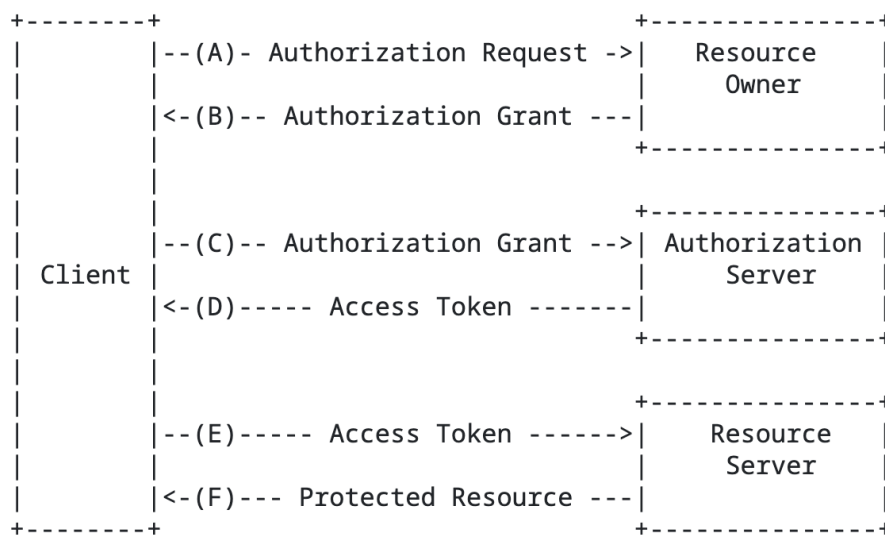 +--------+                               +---------------+
|        |--(A)- Authorization Request ->|   Resource    |
|        |                               |     Owner     |
|        |<-(B)-- Authorization Grant ---|               |
|        |                               +---------------+
|        |
|        |                               +---------------+
|        |--(C)-- Authorization Grant -->| Authorization |
| Client |                               |     Server    |
|        |<-(D)----- Access Token -------|               |
|        |                               +---------------+
|        |
|        |                               +---------------+
|        |--(E)----- Access Token ------>|    Resource   |
|        |                               |     Server    |
|        |<-(F)--- Protected Resource ---|               |
+--------+                               +---------------+